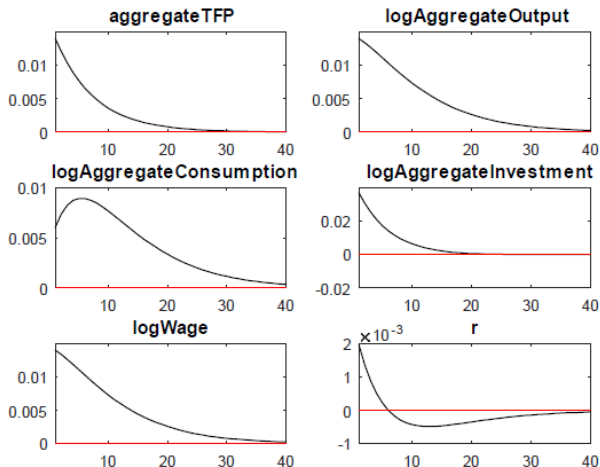 aggregateTFP
0.01
0.005
0
10 20 30 40
logAggregateOutput
0.01
0.005
0
10 20 30 40
logAggregateConsumption
0.01
0.005
0
10 20 30 40
logAggregateInvestment
0.02
0
-0.02
10 20 30 40
logWage
0.01
0.005
0
10 20 30 40
r
×10⁻³
2
1
0
-1
10 20 30 40